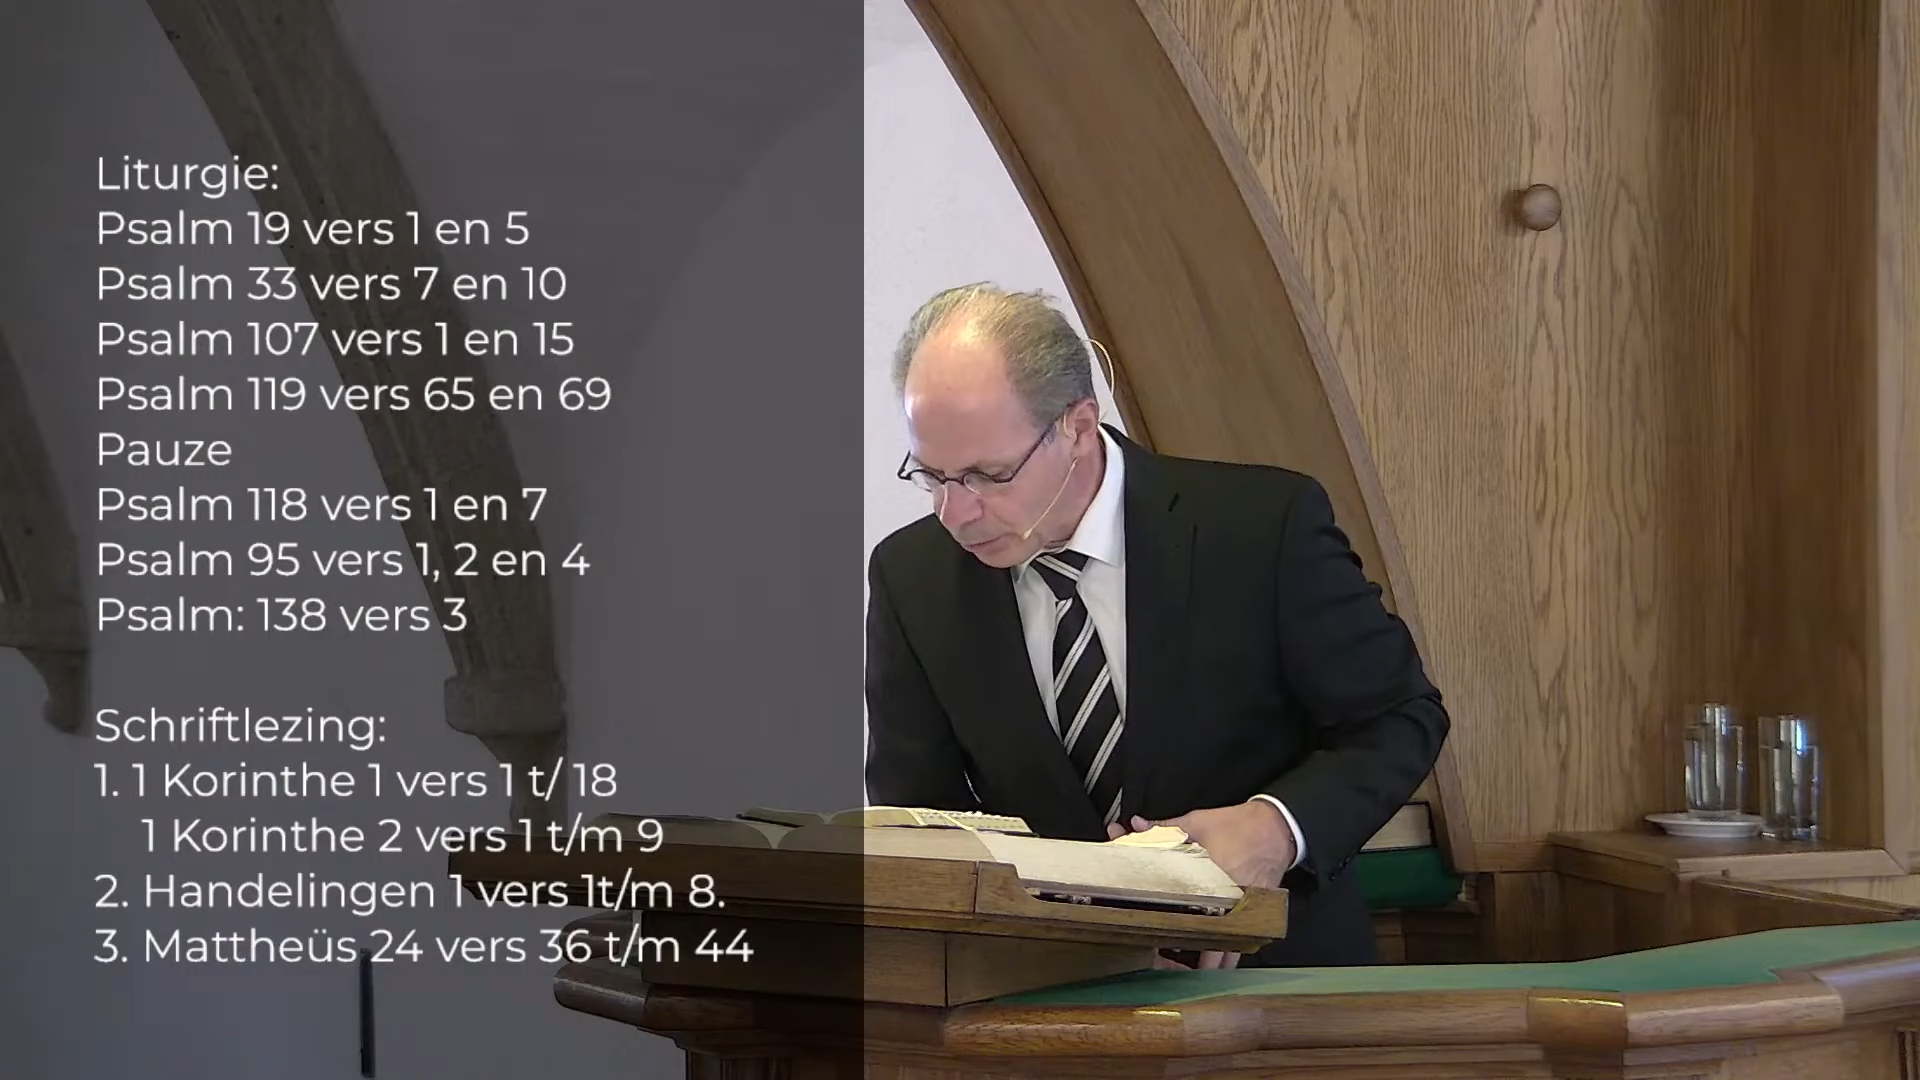 Liturgie:
Psalm 19 vers 1 en 5
Psalm 33 vers 7 en 10
Psalm 107 vers 1 en 15
Psalm 119 vers 65 en 69
Pauze
Psalm 118 vers 1 en 7
Psalm 95 vers 1, 2 en 4
Psalm: 138 vers 3
Schriftlezing:
1. 1 Korinthe 1 vers 1 t/ 18
1 Korinthe 2 vers 1 t/m 9
2. Handelingen 1 vers 1t/m 8.
3. Mattheüs 24 vers 36 t/m 44